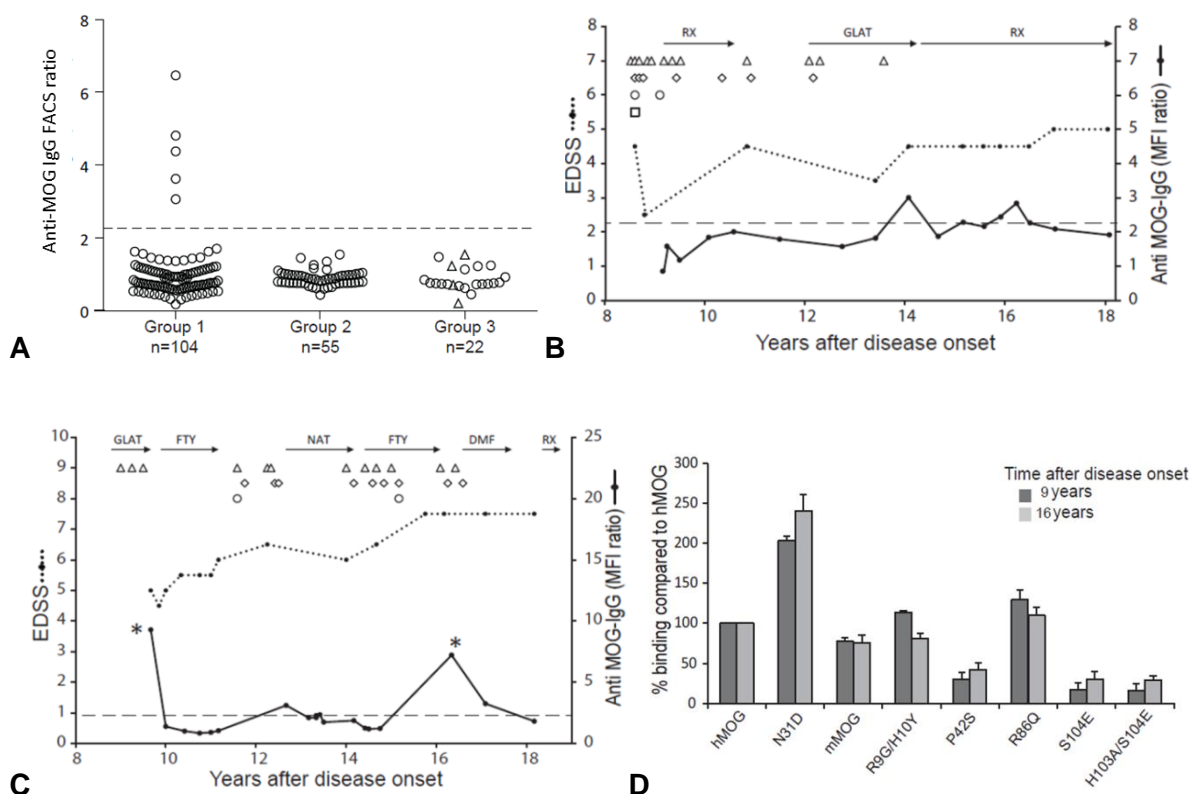 8
6
4
2
0
Anti-MOG IgG FACS ratio
Group 1
n=104
Group 2
n=55
Group 3
n=22
A
RX
GLAT
RX
8
7
6
5
4
3
2
1
0
EDSS
8
7
6
5
4
3
2
1
0
Anti MOG-IgG (MFI ratio)
8
10
12
14
16
18
Years after disease onset
B
GLAT
FTY
NAT
FTY
DMF
RX
10
9
8
7
6
5
4
3
2
1
0
EDSS
25
20
15
10
5
0
Anti MOG-IgG (MFI ratio)
*
*
8
9
10
12
14
16
18
Years after disease onset
C
300
250
200
150
100
50
0
% binding compared to hMOG
Time after disease onset
9 years
16 years
hMOG
N31D
mMOG
R9G/H10Y
P42S
R86Q
S104E
H103A/S104E
D